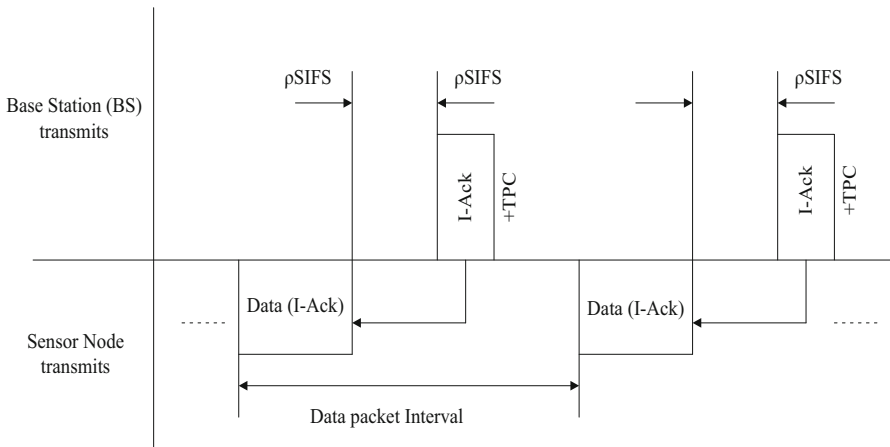 ρSIFS
ρSIFS
ρSIFS
Base Station (BS)
transmits
I-Ack
+TPC
I-Ack
+TPC
Data (I-Ack)
Data (I-Ack)
Sensor Node
transmits
Data packet Interval